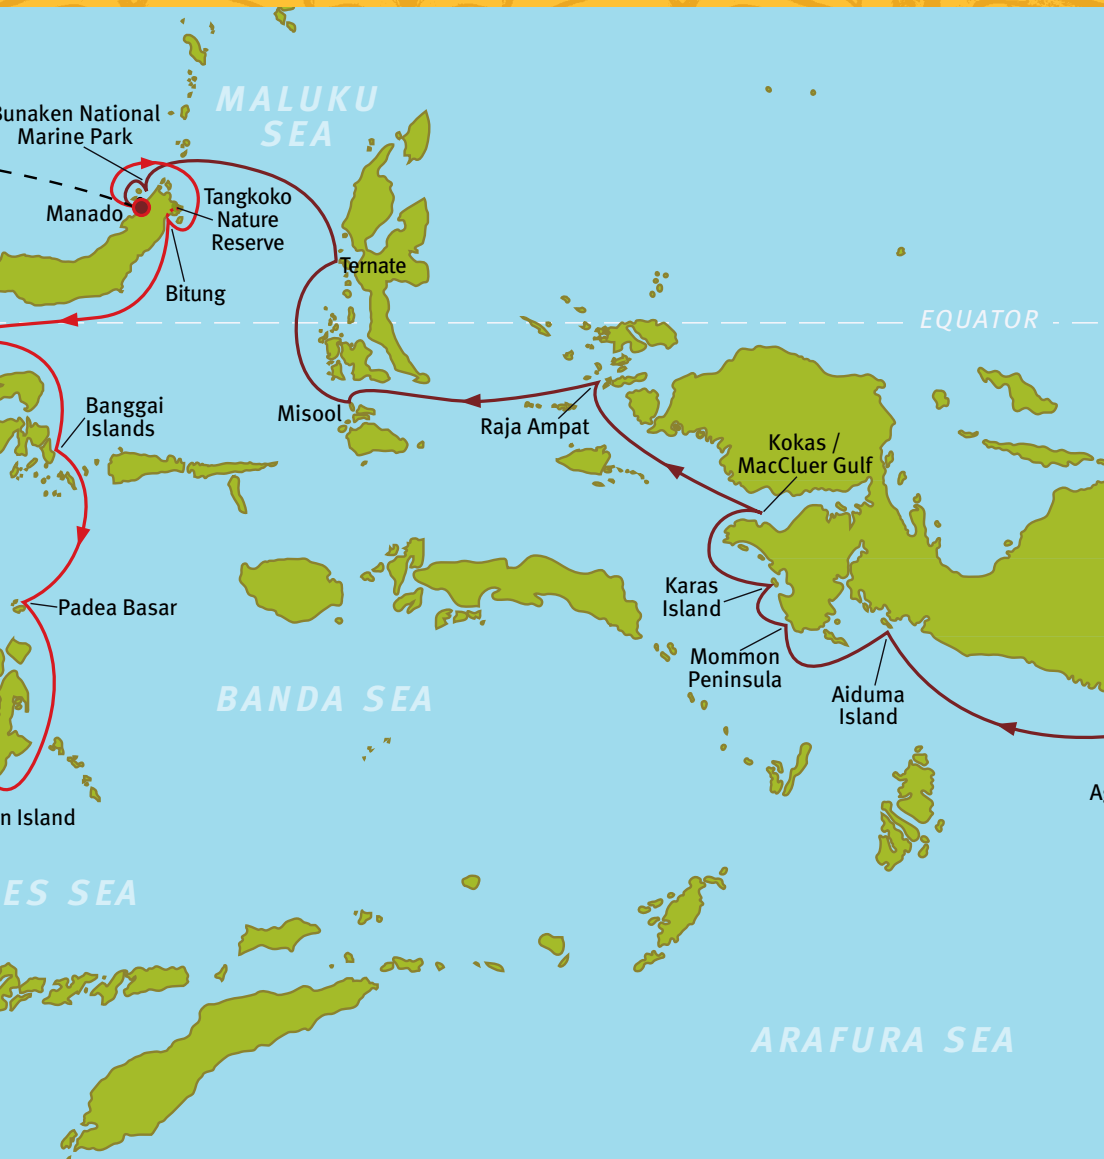 MALUKU
SEA
Bunaken National
Marine Park
Manado
Tangkoko
Nature
Reserve
Bitung
Ternate
EQUATOR
Misool
Raja Ampat
Banggai
Islands
Kokas /
MacCluer Gulf
Padea Basar
Karas
Island
Mommon
Peninsula
Aiduma
Island
BANDA SEA
n Island
ES SEA
ARAFURA SEA